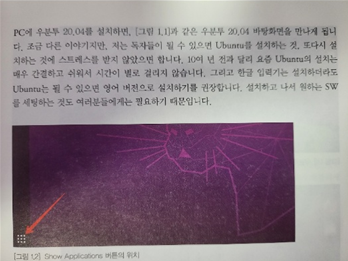 PC에 우분투 20.04를 설치하면, [그림 1.1]과 같은 우분투 20.04 바탕화면을 만나게 됩니
다. 조금 다른 이야기지만, 저는 독자들이 될 수 있으면 Ubuntu를 설치하는 것, 또다시 설
치하는 것에 스트레스를 받지 않았으면 합니다. 10여 년 전과 달리 요즘 Ubuntu의 설치는
매우 간결하고 쉬워서 시간이 별로 걸리지 않습니다. 그리고 한글 입력기는 설치하더라도
Ubuntu는 될 수 있으면 영어 버전으로 설치하기를 권장합니다. 설치하고 나서 원하는 SW
를 세팅하는 것도 여러분들에게는 필요하기 때문입니다.
[그림 1.2] Show Applications 버튼의 위치